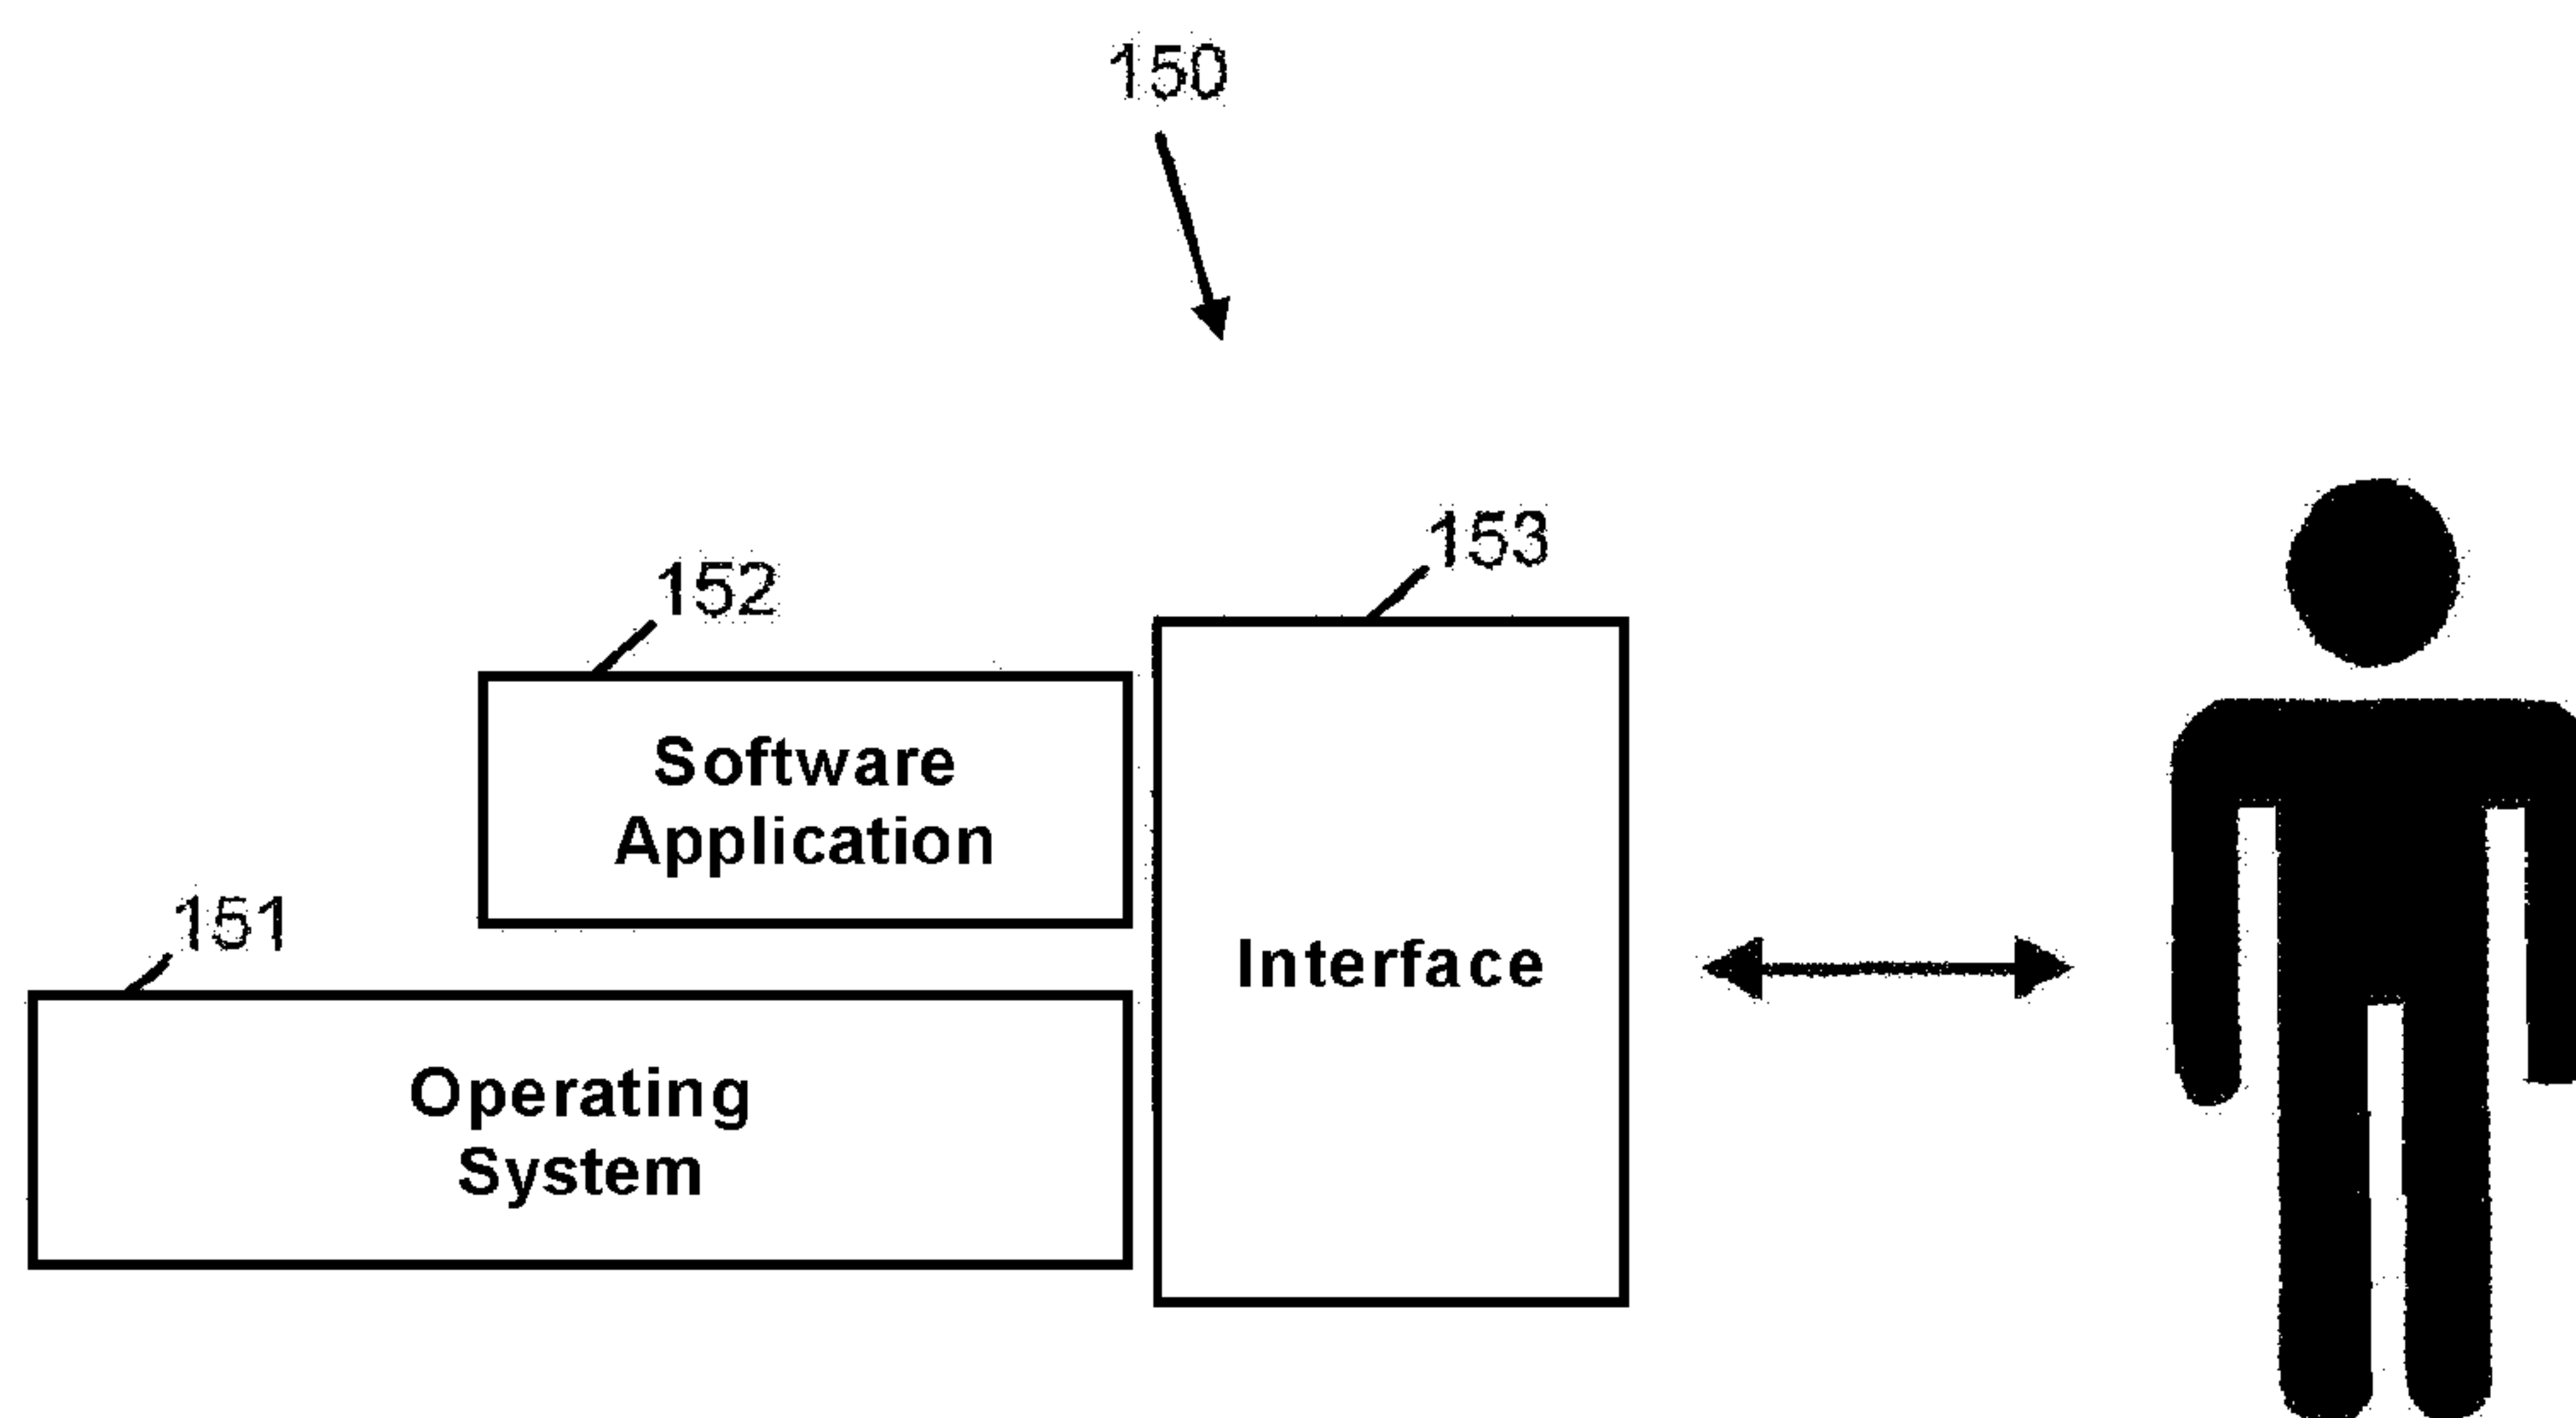 150
153
152
Software
Application
Interface
151
Operating
System